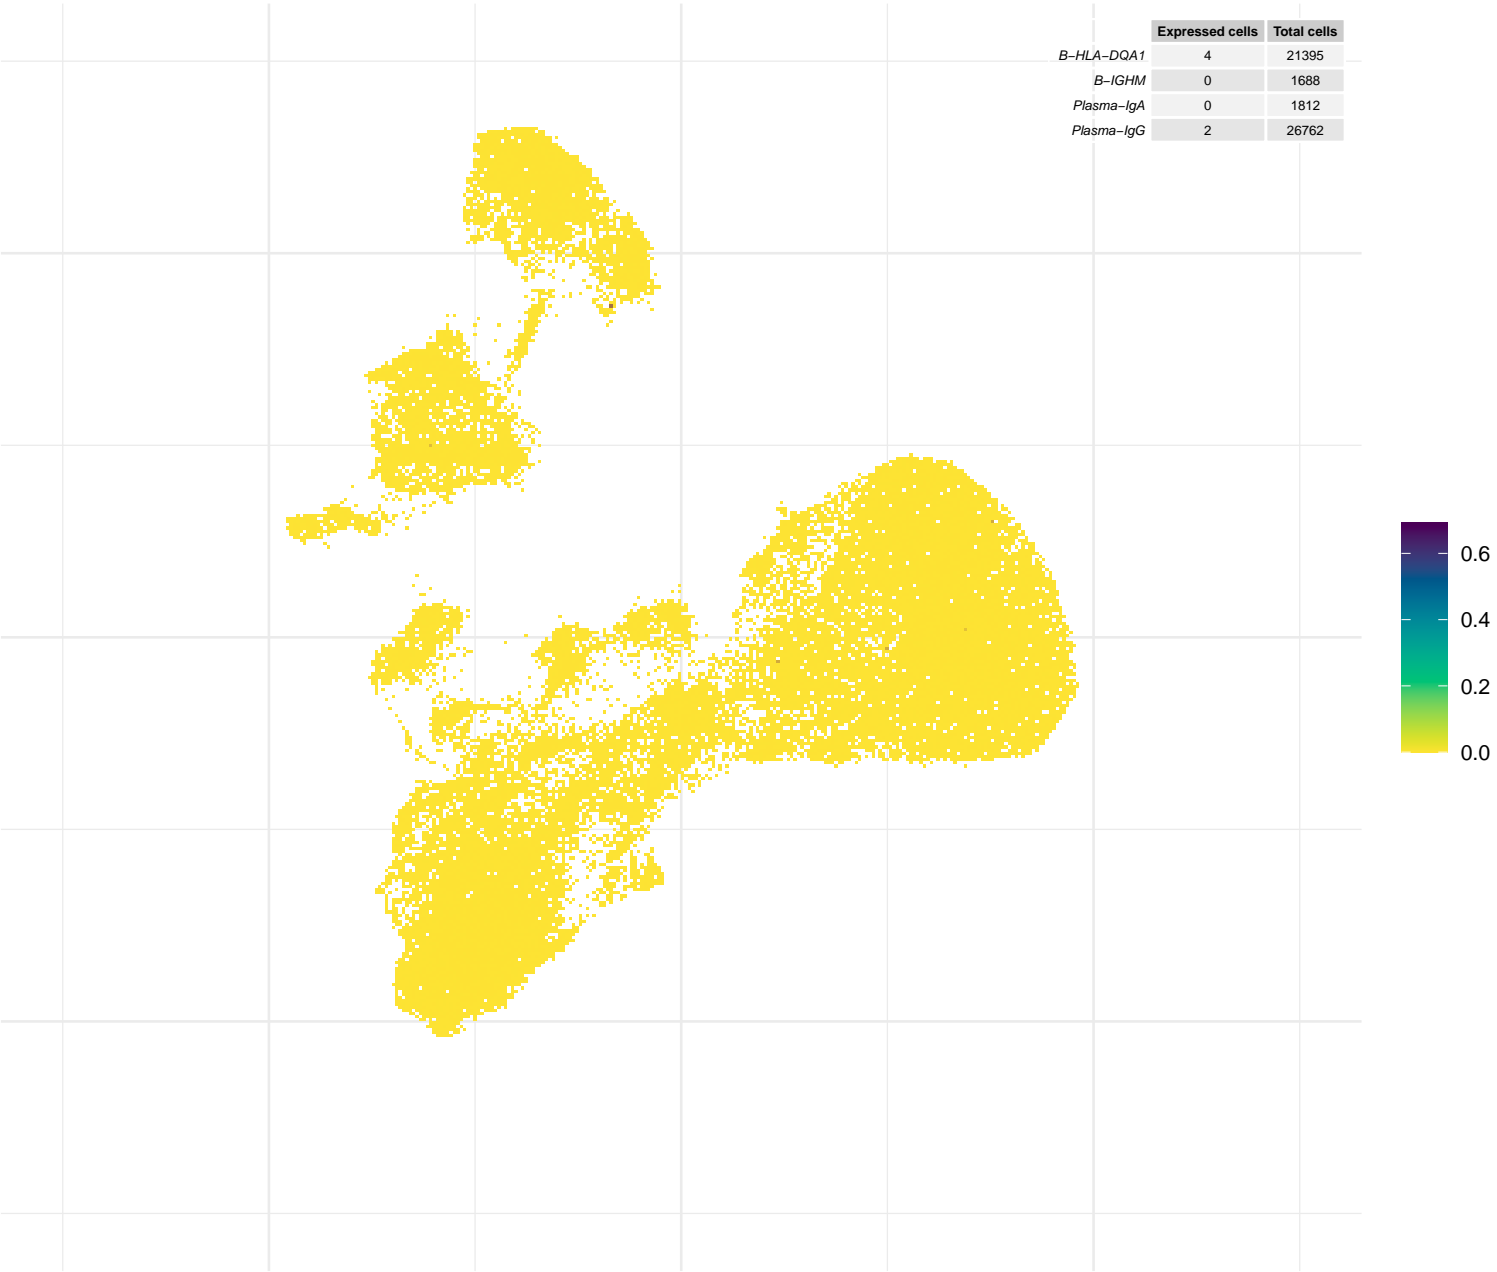 Expressed cells Total cells
B−HLA−DQA1 4 21395
B−IGHM 0 1688
Plasma−IgA 0 1812
Plasma−IgG 2 26762
0.6
0.4
0.2
0.0